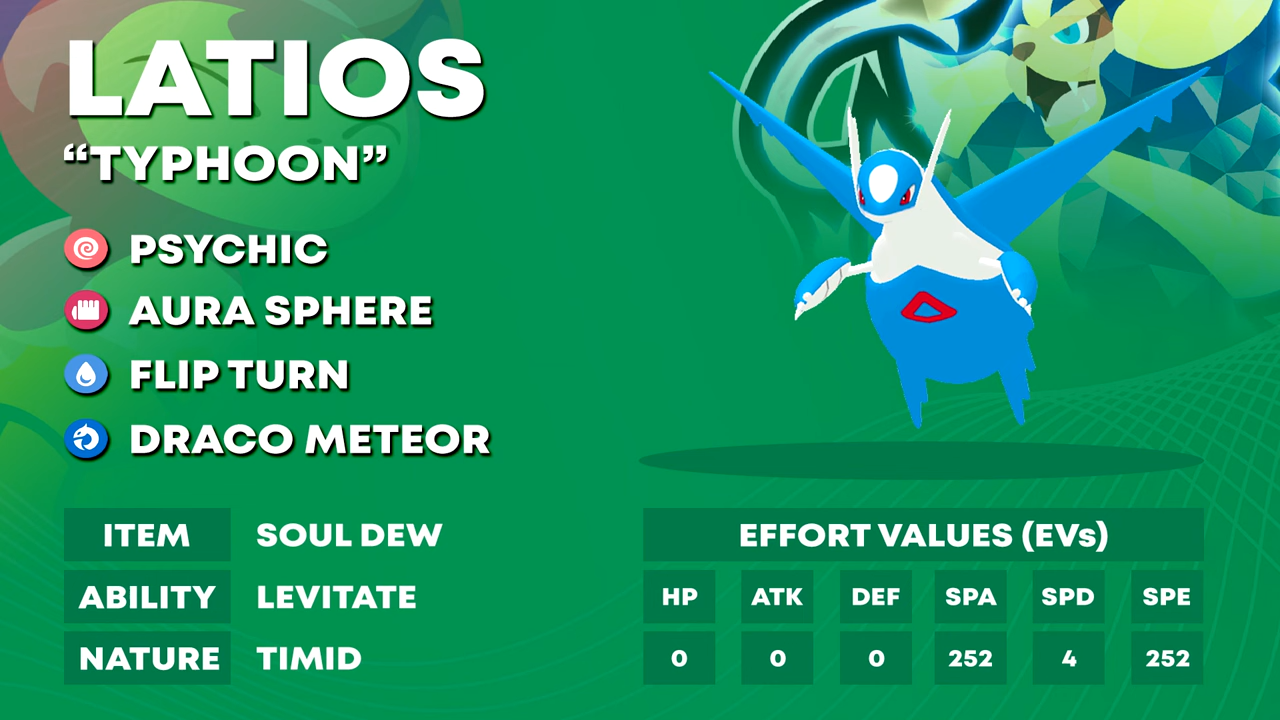 LATIOS
“TYPHOON”
PSYCHIC
AURA SPHERE
FLIP TURN
DRACO METEOR
ITEM SOUL DEW
ABILITY LEVITATE
NATURE TIMID
EFFORT VALUES (EVs)
HP ATK DEF SPA SPD SPE
0 0 0 252 4 252